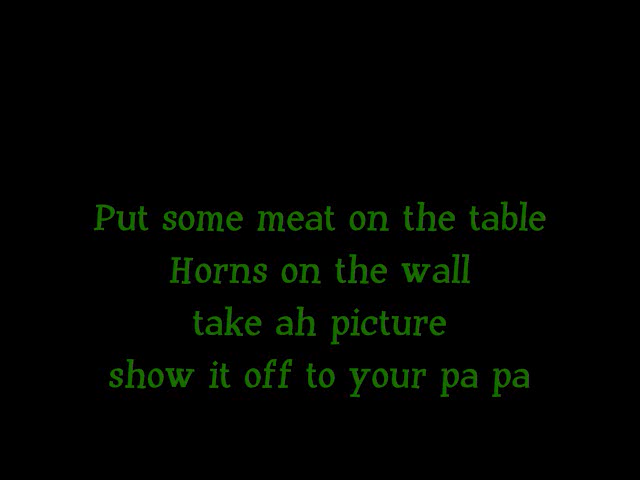 Put some meat on the table
Horns on the wall
take ah picture
show it off to your pa pa